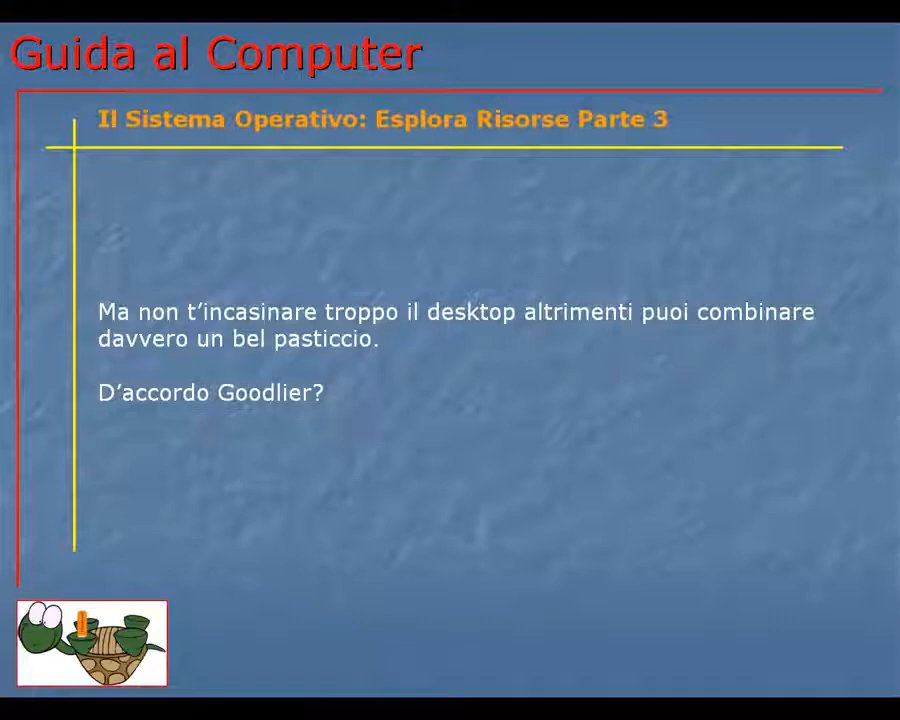 Guida al Computer
Il Sistema Operativo: Esplora Risorse Parte 3
Ma non t’incasinare troppo il desktop altrimenti puoi combinare
davvero un bel pasticcio.
D’accordo Goodlier?